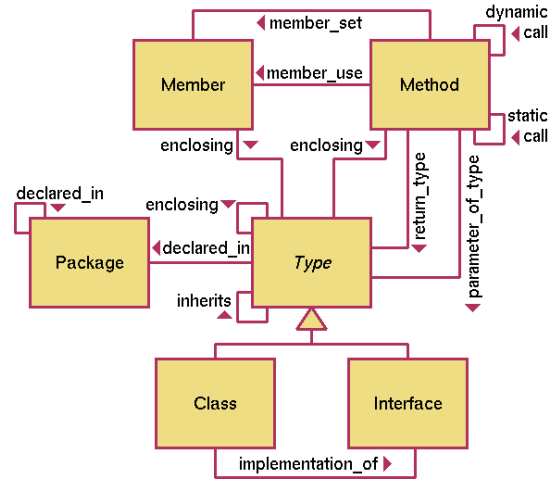 dynamic
call
member_set
Member
member_use
Method
static
call
enclosing
enclosing
return_type
parameter_of_type
declared_in
enclosing
Package
declared_in
Type
inherits
Class
Interface
implementation_of